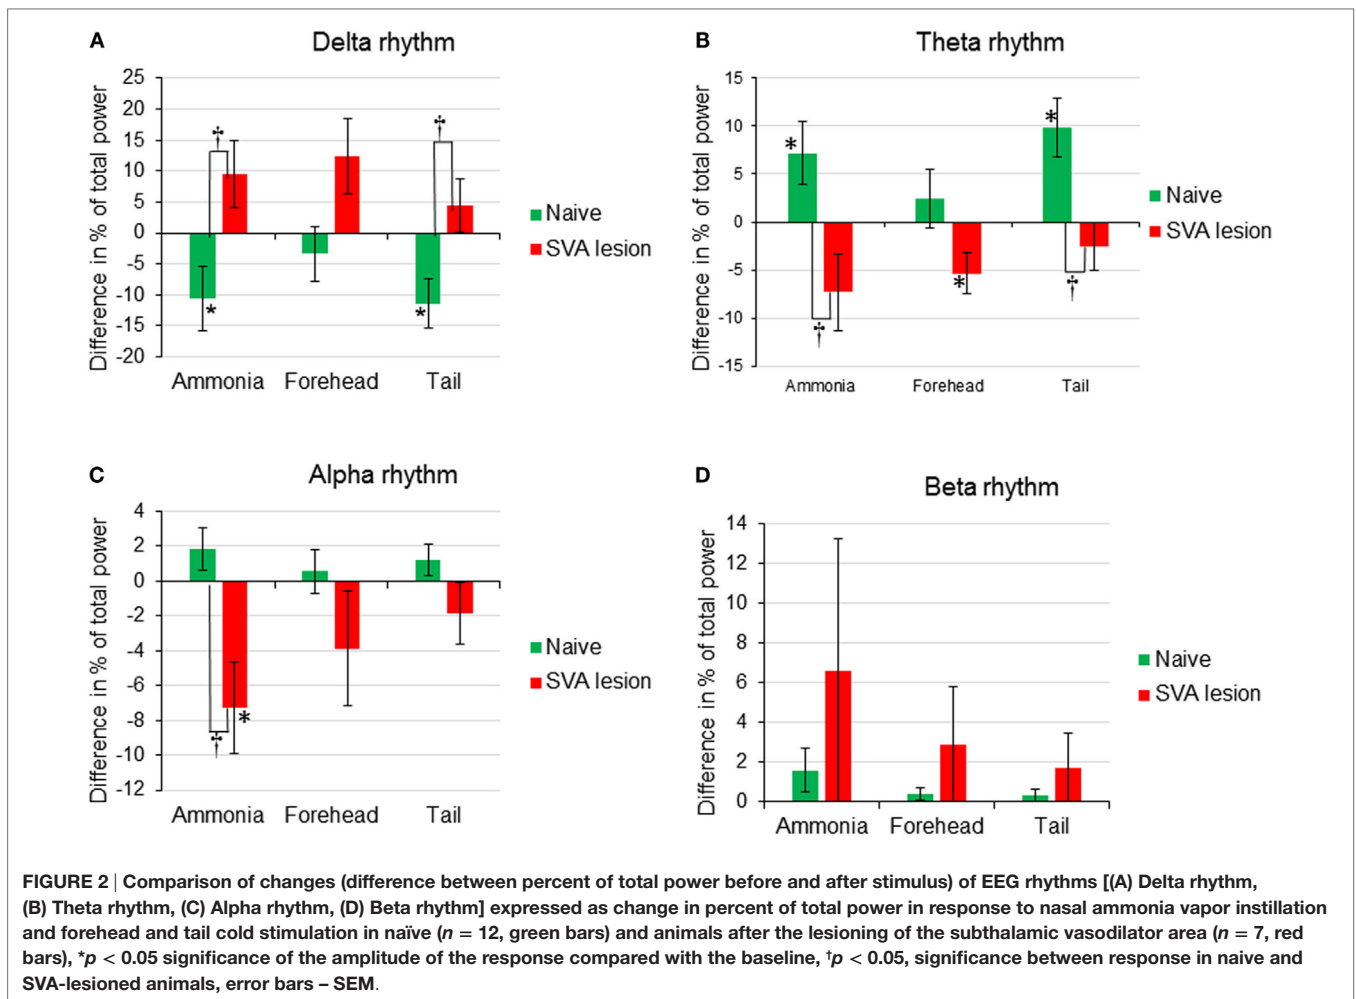 A
Delta rhythm
Difference in % of total power
25
20
15
10
5
0
-5
-10
-15
-20
†
†
*
*
Ammonia Forehead Tail
Naive
SVA lesion
B
Theta rhythm
Difference in % of total power
15
10
5
0
-5
-10
-15
*
*
*
†
†
Ammonia Forehead Tail
Naive
SVA lesion
C
Alpha rhythm
Difference in % of total power
4
2
0
-2
-4
-6
-8
-10
-12
†
*
Ammonia Forehead Tail
Naive
SVA lesion
D
Beta rhythm
Difference in % of total power
14
12
10
8
6
4
2
0
Ammonia Forehead Tail
Naive
SVA lesion
FIGURE 2 | Comparison of changes (difference between percent of total power before and after stimulus) of EEG rhythms [(A) Delta rhythm,
(B) Theta rhythm, (C) Alpha rhythm, (D) Beta rhythm] expressed as change in percent of total power in response to nasal ammonia vapor instillation
and forehead and tail cold stimulation in naïve (n = 12, green bars) and animals after the lesioning of the subthalamic vasodilator area (n = 7, red
bars), *p < 0.05 significance of the amplitude of the response compared with the baseline, †p < 0.05, significance between response in naive and
SVA-lesioned animals, error bars – SEM.